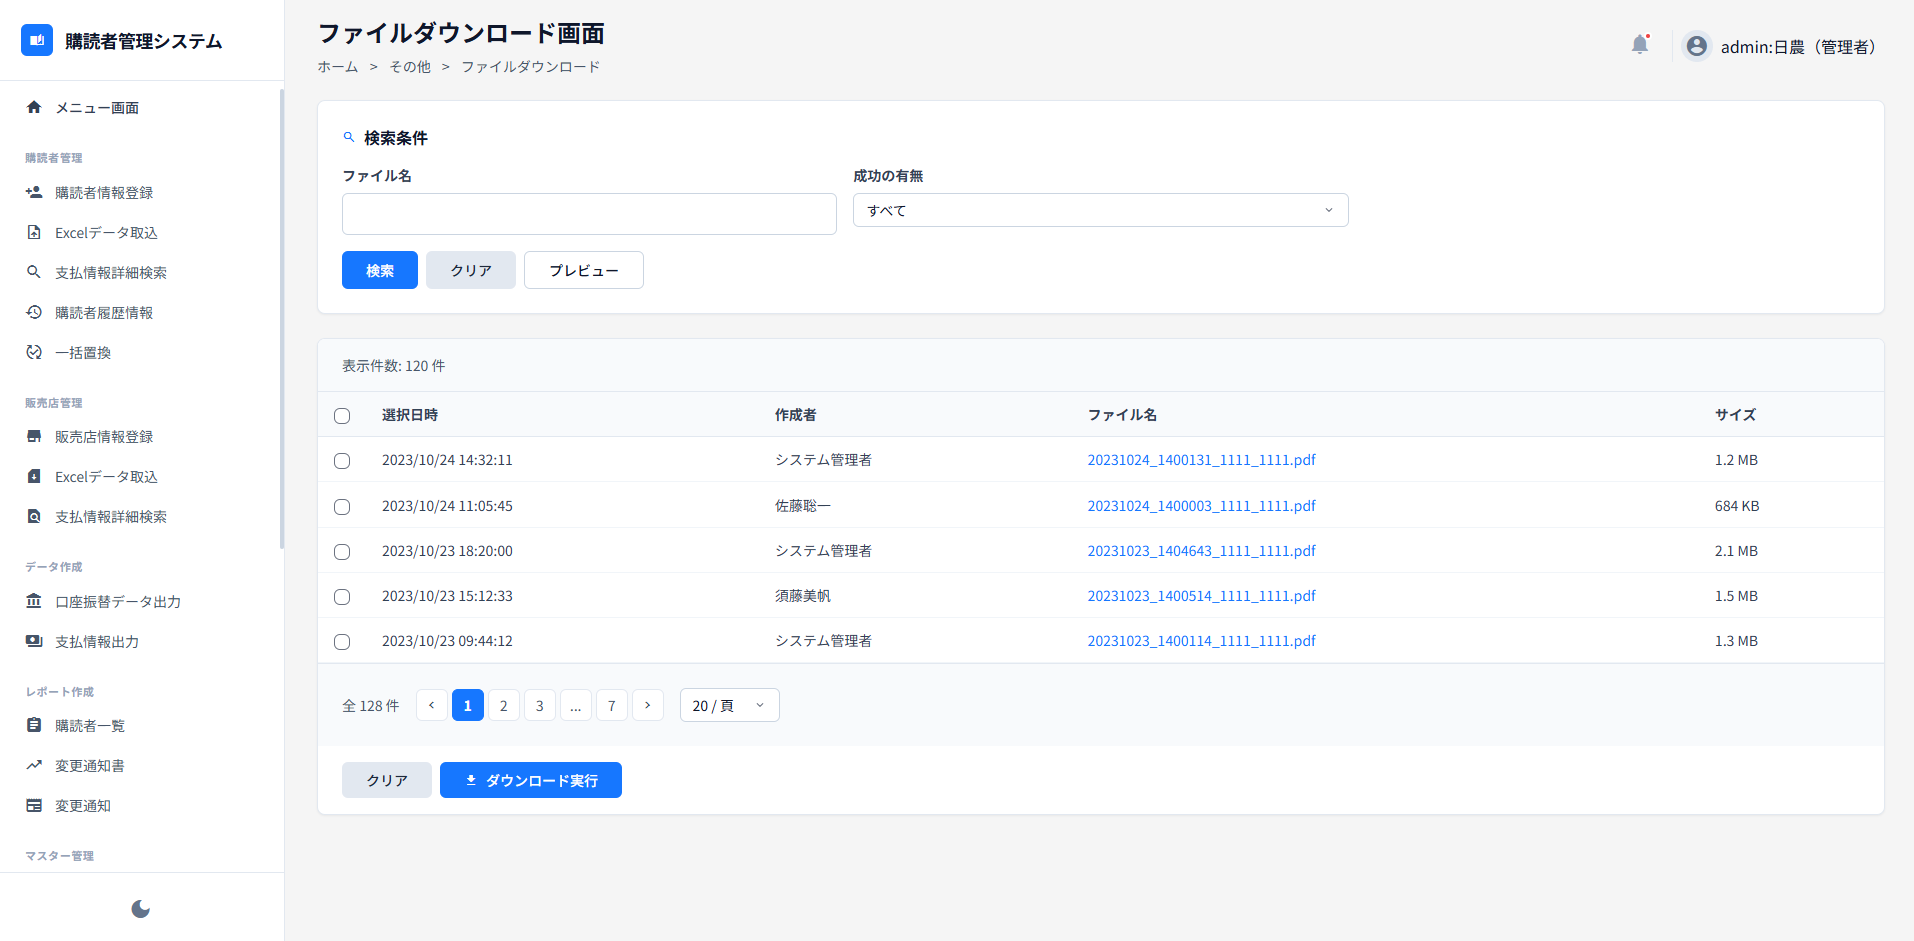 購読者管理システム
メニュー画面
購読者管理
購読者情報登録
Excelデータ取込
支払情報詳細検索
購読者履歴情報
一括置換
販売店管理
販売店情報登録
Excelデータ取込
支払情報詳細検索
データ作成
口座振替データ出力
支払情報出力
レポート作成
購読者一覧
変更通知書
変更通知
マスター管理
ファイルダウンロード画面
ホーム > その他 > ファイルダウンロード
admin:日農（管理者）
検索条件
ファイル名 成功の有無
すべて
検索 クリア プレビュー
表示件数: 120 件
選択日時 作成者 ファイル名 サイズ
2023/10/24 14:32:11 システム管理者 20231024_1400131_1111_1111.pdf 1.2 MB
2023/10/24 11:05:45 佐藤聡一 20231024_1400003_1111_1111.pdf 684 KB
2023/10/23 18:20:00 システム管理者 20231023_1404643_1111_1111.pdf 2.1 MB
2023/10/23 15:12:33 須藤美帆 20231023_1400514_1111_1111.pdf 1.5 MB
2023/10/23 09:44:12 システム管理者 20231023_1400114_1111_1111.pdf 1.3 MB
全 128 件 1 2 3 ... 7 20 / 頁
クリア ダウンロード実行